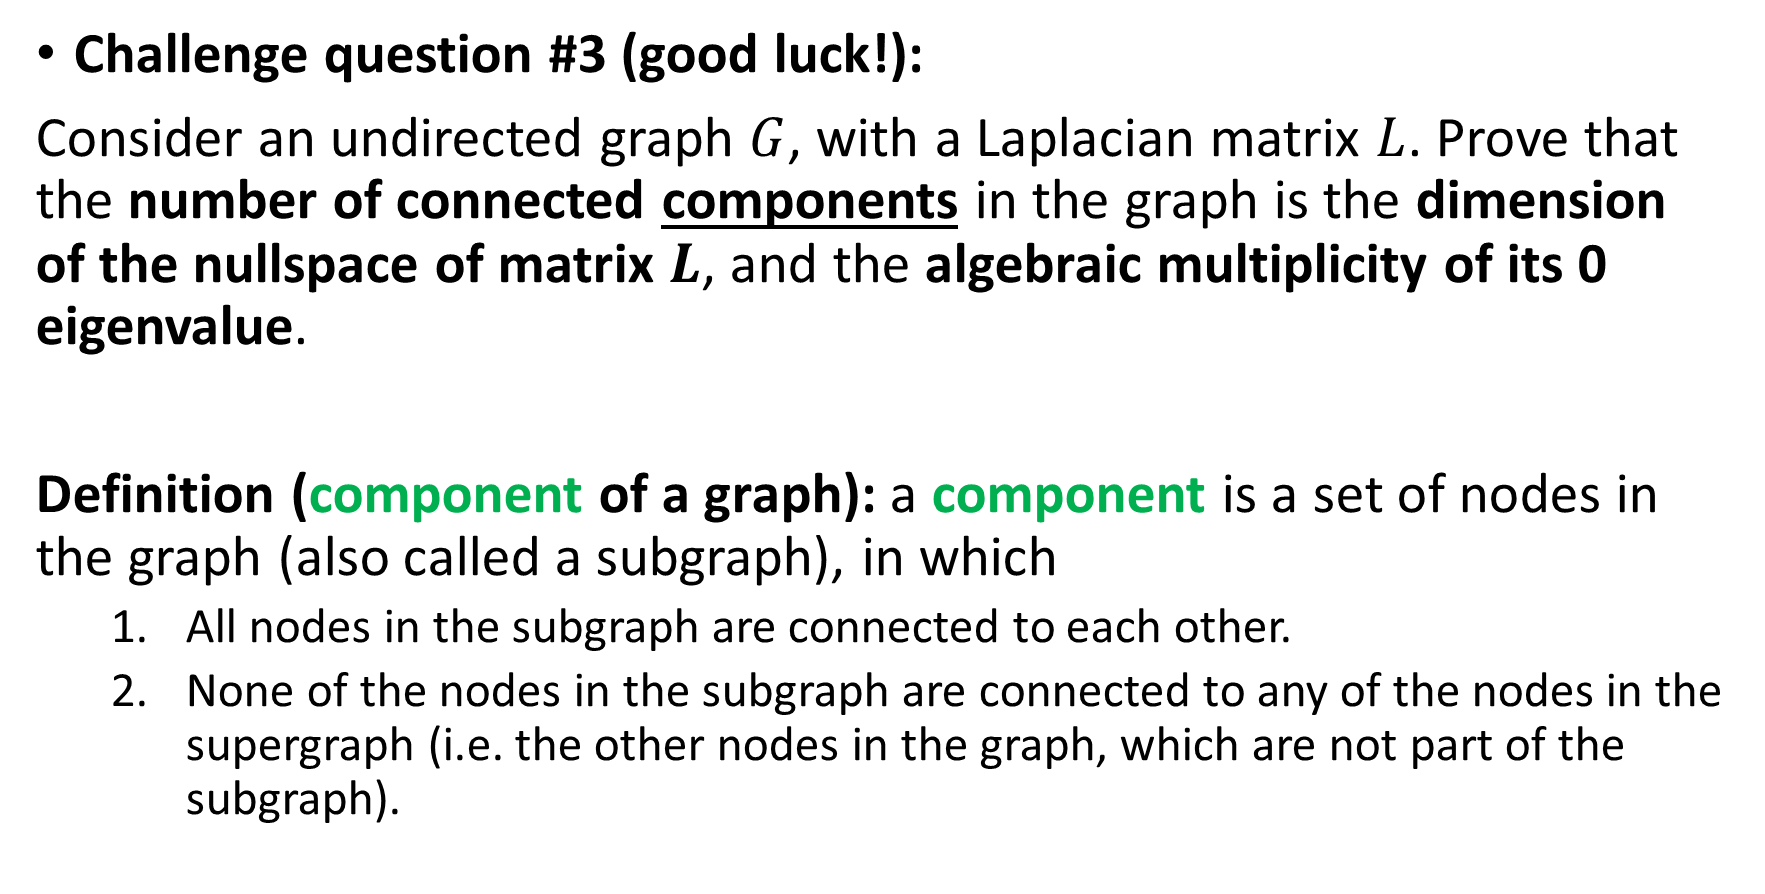 • Challenge question #3 (good luck!):
Consider an undirected graph G, with a Laplacian matrix L. Prove that
the number of connected components in the graph is the dimension
of the nullspace of matrix L, and the algebraic multiplicity of its 0
eigenvalue.
Definition (component of a graph): a component is a set of nodes in
the graph (also called a subgraph), in which
1. All nodes in the subgraph are connected to each other.
2. None of the nodes in the subgraph are connected to any of the nodes in the
supergraph (i.e. the other nodes in the graph, which are not part of the
subgraph).